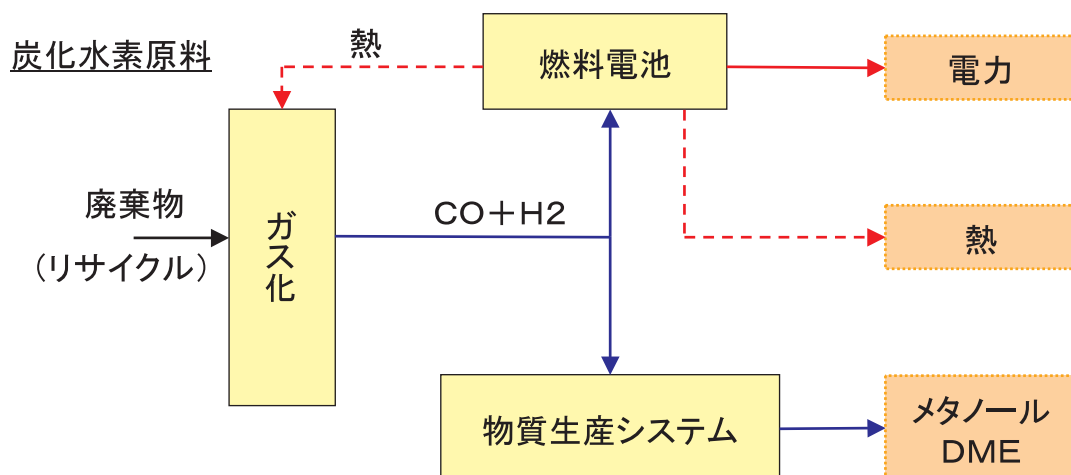 炭化水素原料
熱
燃料電池
電力
廃棄物
(リサイクル)
ガス化
CO+H2
熱
物質生産システム
メタノール
DME